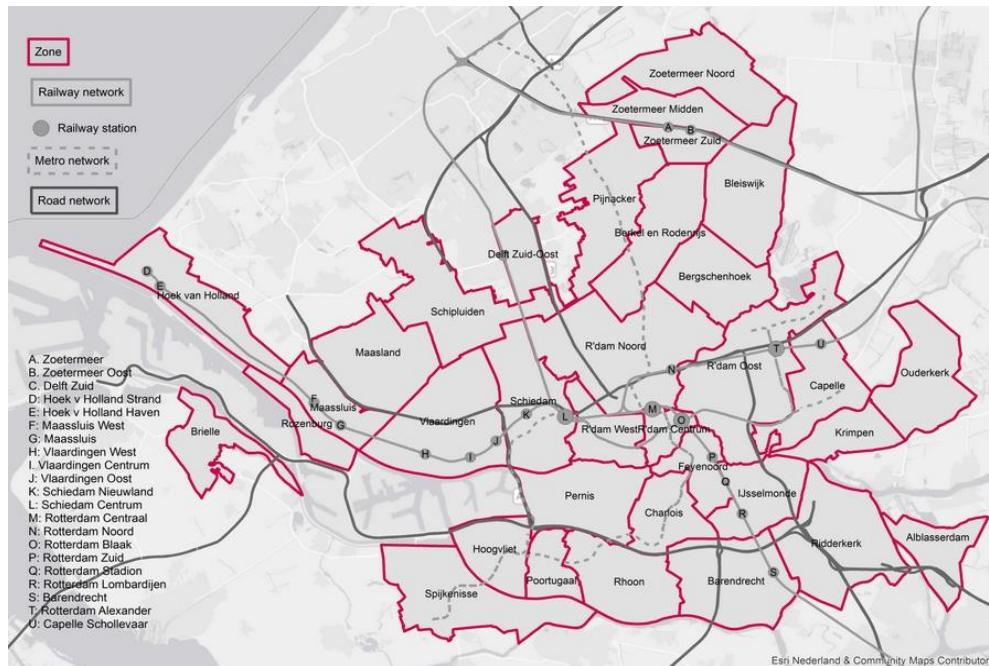 Zone
Railway network
Railway station
Metro network
Road network
Zoetermeer Noord
Zoetermeer Midden
A
B
Zoetermeer Zuid
Bleiswijk
Pijnacker
Berkel en Rodenrijs
Delft Zuid-Oost
Bergschenhoek
D
E
Hoek van Holland
Schipluiden
Maasland
R'dam Noord
T
U
N
R'dam Oost
Ouderkerk
Capelle
F
Maassluis
Rozenburg
G
Vlaardingen
Schiedam
K
L
M
O
R'dam West
R'dam Centrum
Krimpen
Brielle
H
I
J
P
Feyenoord
Q
IJsselmonde
Pernis
R
Charlois
Ridderkerk
Alblasserdam
Hoogvliet
Spijkenisse
Poortugaal
Rhoon
Barendrecht
S
A. Zoetermeer
B. Zoetermeer Oost
C. Delft Zuid
D: Hoek v Holland Strand
E: Hoek v Holland Haven
F: Maassluis West
G: Maassluis
H: Vlaardingen West
I. Vlaardingen Centrum
J: Vlaardingen Oost
K: Schiedam Nieuwland
L: Schiedam Centrum
M: Rotterdam Centraal
N: Rotterdam Noord
O: Rotterdam Blaak
P: Rotterdam Zuid
Q: Rotterdam Stadion
R: Rotterdam Lombardijen
S: Barendrecht
T: Rotterdam Alexander
U: Capelle Schollevaar
Esri Nederland & Community Maps Contributor